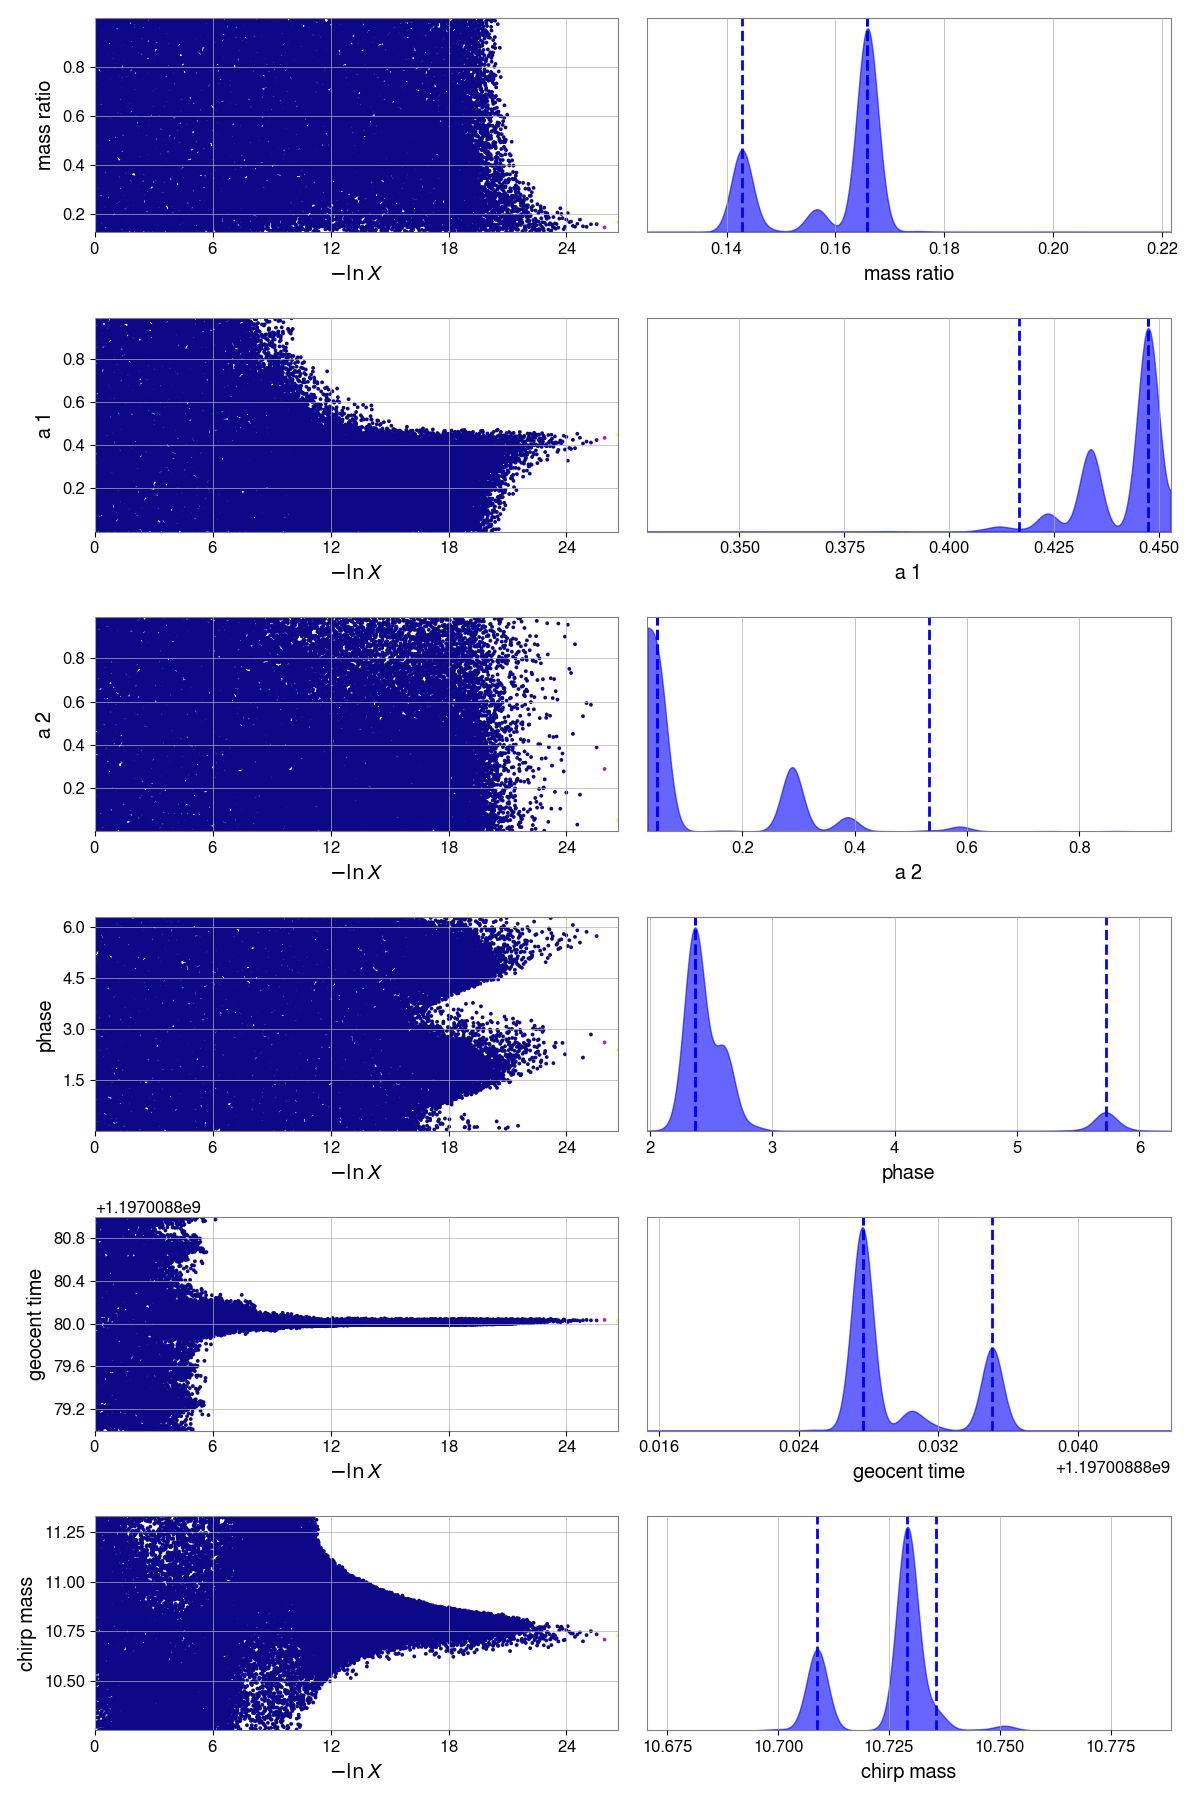 mass ratio
0.8
0.6
0.4
0.2
0 6 12 18 24
−ln X
0.14 0.16 0.18 0.20 0.22
mass ratio
a 1
0.8
0.6
0.4
0.2
0 6 12 18 24
−ln X
0.350 0.375 0.400 0.425 0.450
a 1
a 2
0.8
0.6
0.4
0.2
0 6 12 18 24
−ln X
0.2 0.4 0.6 0.8
a 2
phase
6.0
4.5
3.0
1.5
0 6 12 18 24
−ln X
2 3 4 5 6
phase
+1.1970088e9
geocent time
80.8
80.4
80.0
79.6
79.2
0 6 12 18 24
−ln X
0.016 0.024 0.032 0.040
geocent time
+1.19700888e9
chirp mass
11.25
11.00
10.75
10.50
0 6 12 18 24
−ln X
10.675 10.700 10.725 10.750 10.775
chirp mass